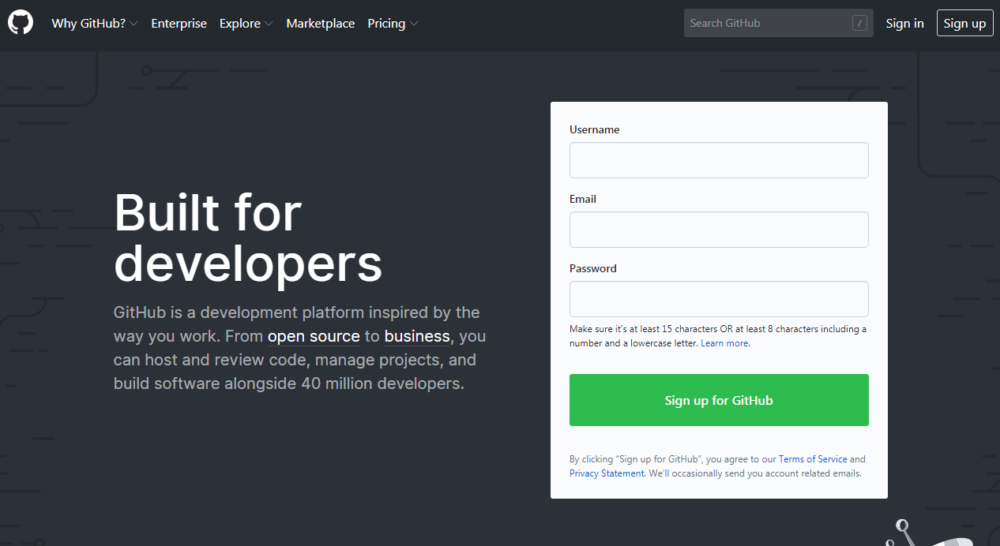 Why GitHub? Enterprise Explore Marketplace Pricing Search GitHub / Sign in Sign up
Built for
developers
GitHub is a development platform inspired by the
way you work. From open source to business, you
can host and review code, manage projects, and
build software alongside 40 million developers.
Username
Email
Password
Make sure it's at least 15 characters OR at least 8 characters including a
number and a lowercase letter. Learn more.
Sign up for GitHub
By clicking “Sign up for GitHub”, you agree to our Terms of Service and
Privacy Statement. We’ll occasionally send you account related emails.